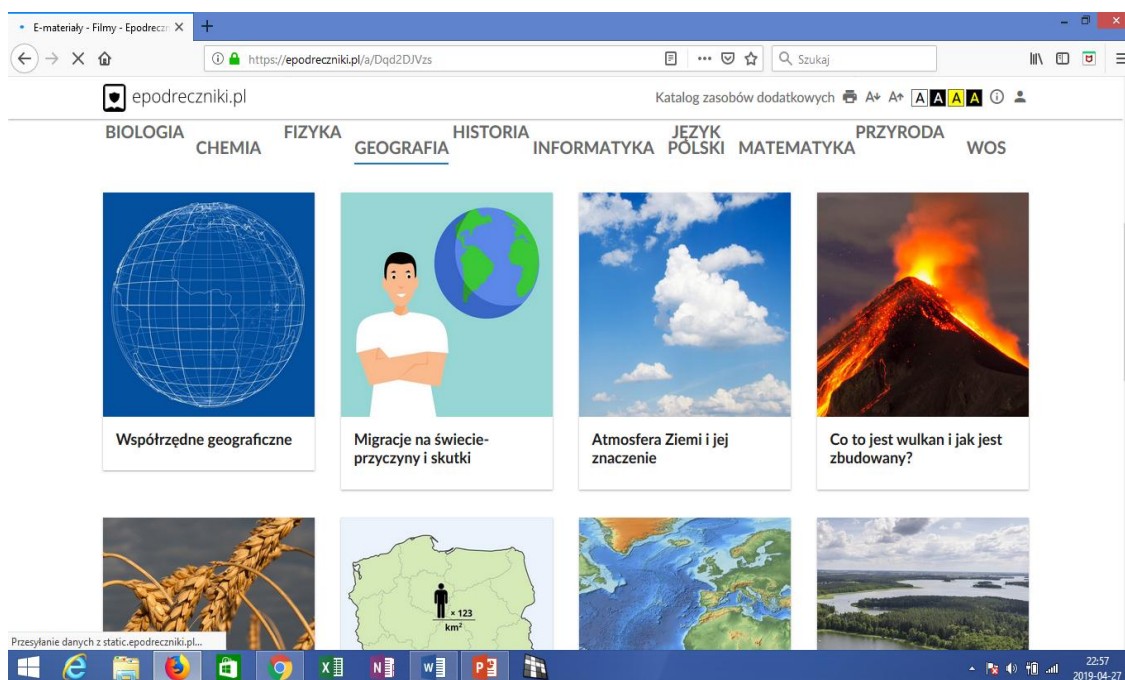 E-materiały - Filmy - Epodreczn
https://epodreczniki.pl/a/Dqd2DJVzs
Szukaj
epodreczniki.pl
Katalog zasobów dodatkowych A A A A A A
BIOLOGIA CHEMIA FIZYKA GEOGRAFIA HISTORIA INFORMATYKA JĘZYK POLSKI MATEMATYKA PRZYRODA WOS
Współrzędne geograficzne
Migracje na świecie-
przyczyny i skutki
Atmosfera Ziemi i jej
znaczenie
Co to jest wulkan i jak jest
zbudowany?
× 123
km²
Przesyłanie danych z static.epodreczniki.pl...
22:57
2019-04-27